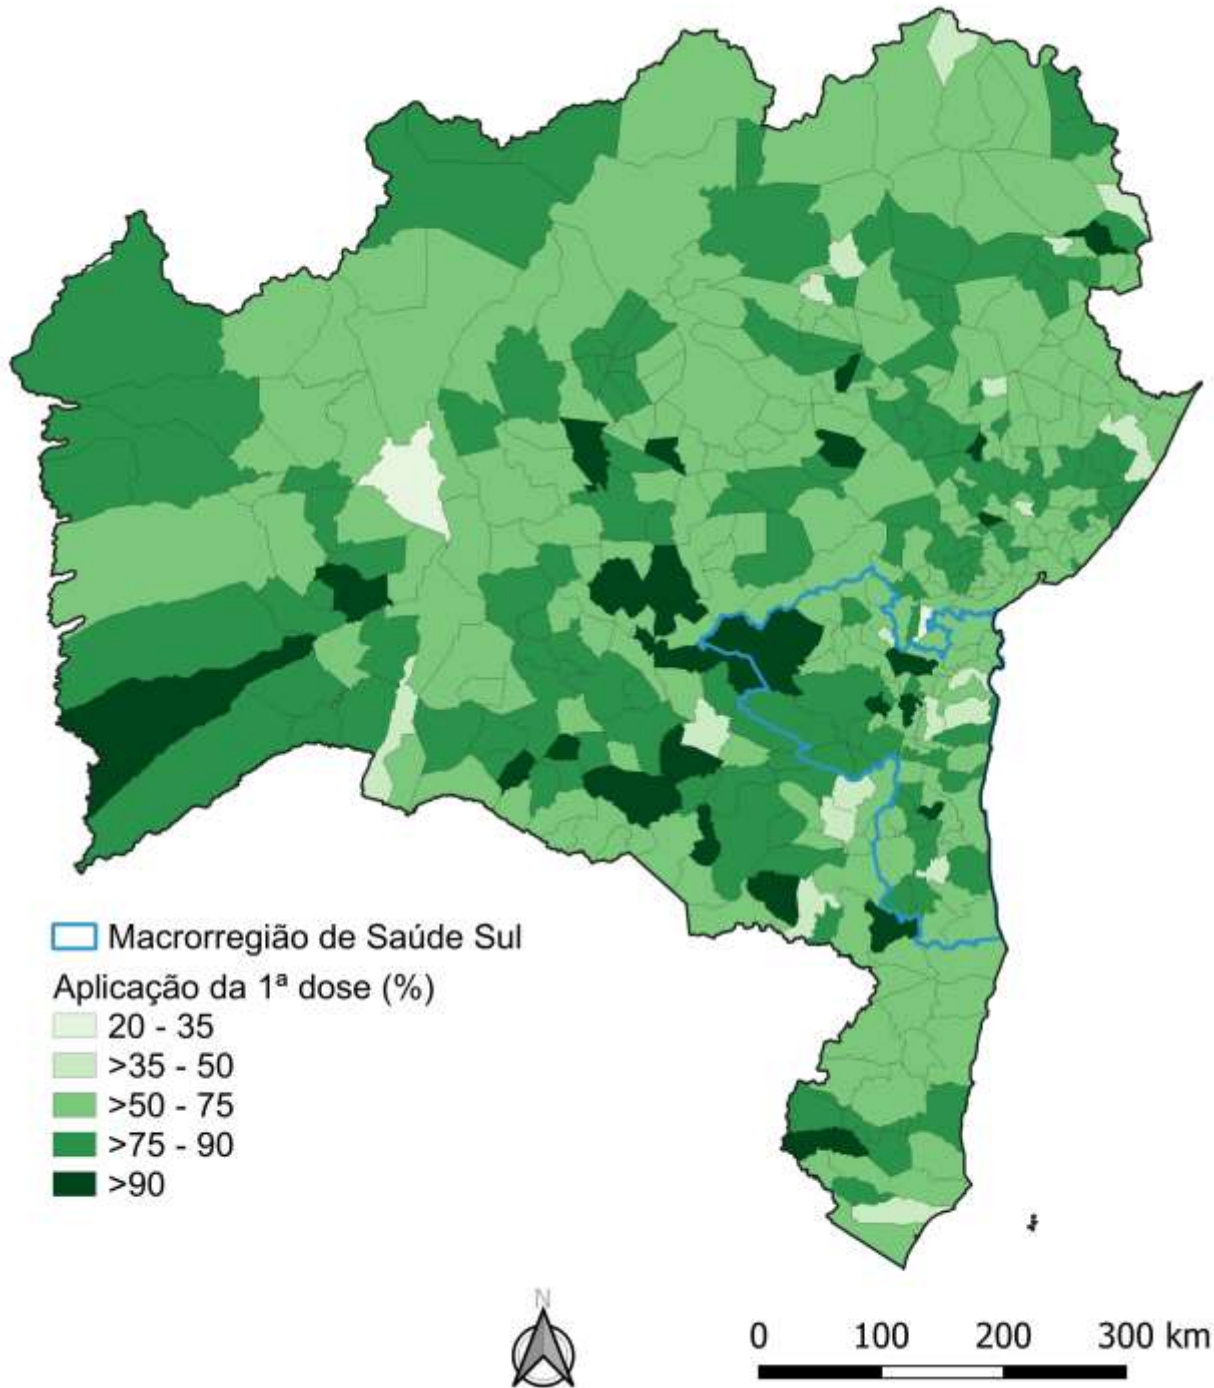 Macrorregião de Saúde Sul
Aplicação da 1ª dose (%)
20 - 35
>35 - 50
>50 - 75
>75 - 90
>90
N
0 100 200 300 km